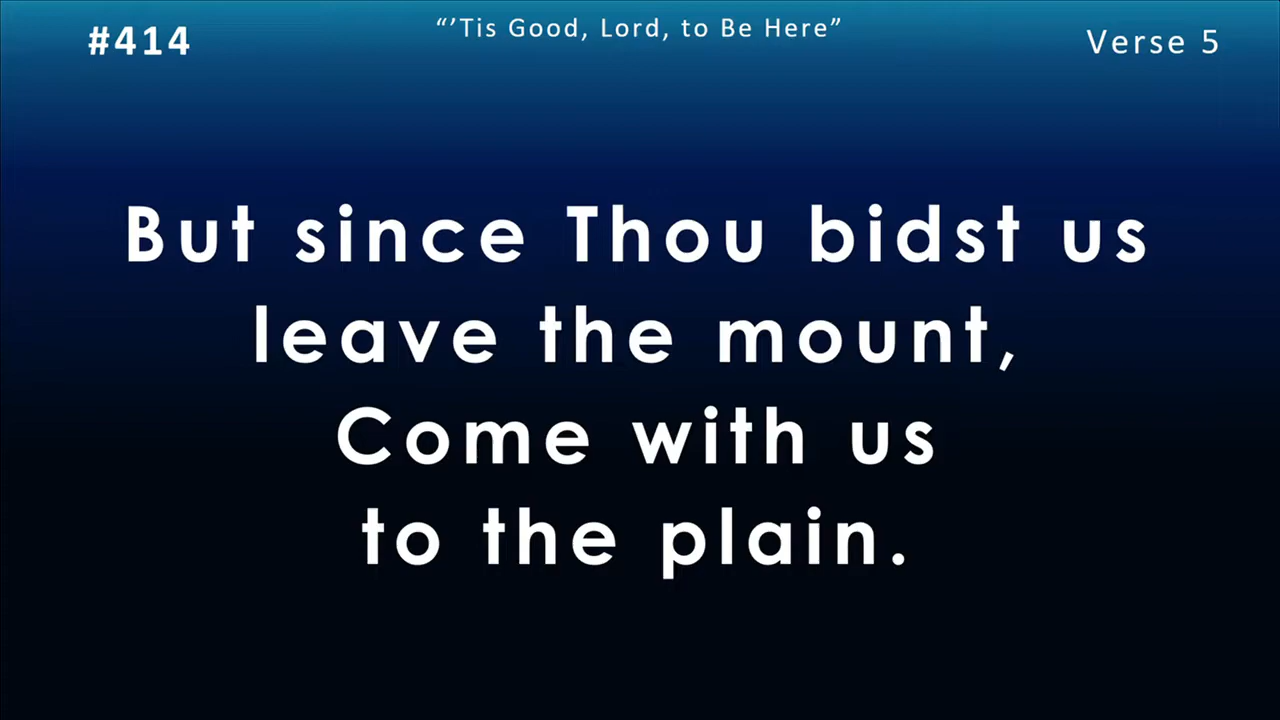 #414
“’Tis Good, Lord, to Be Here”
Verse 5
But since Thou bidst us
leave the mount,
Come with us
to the plain.